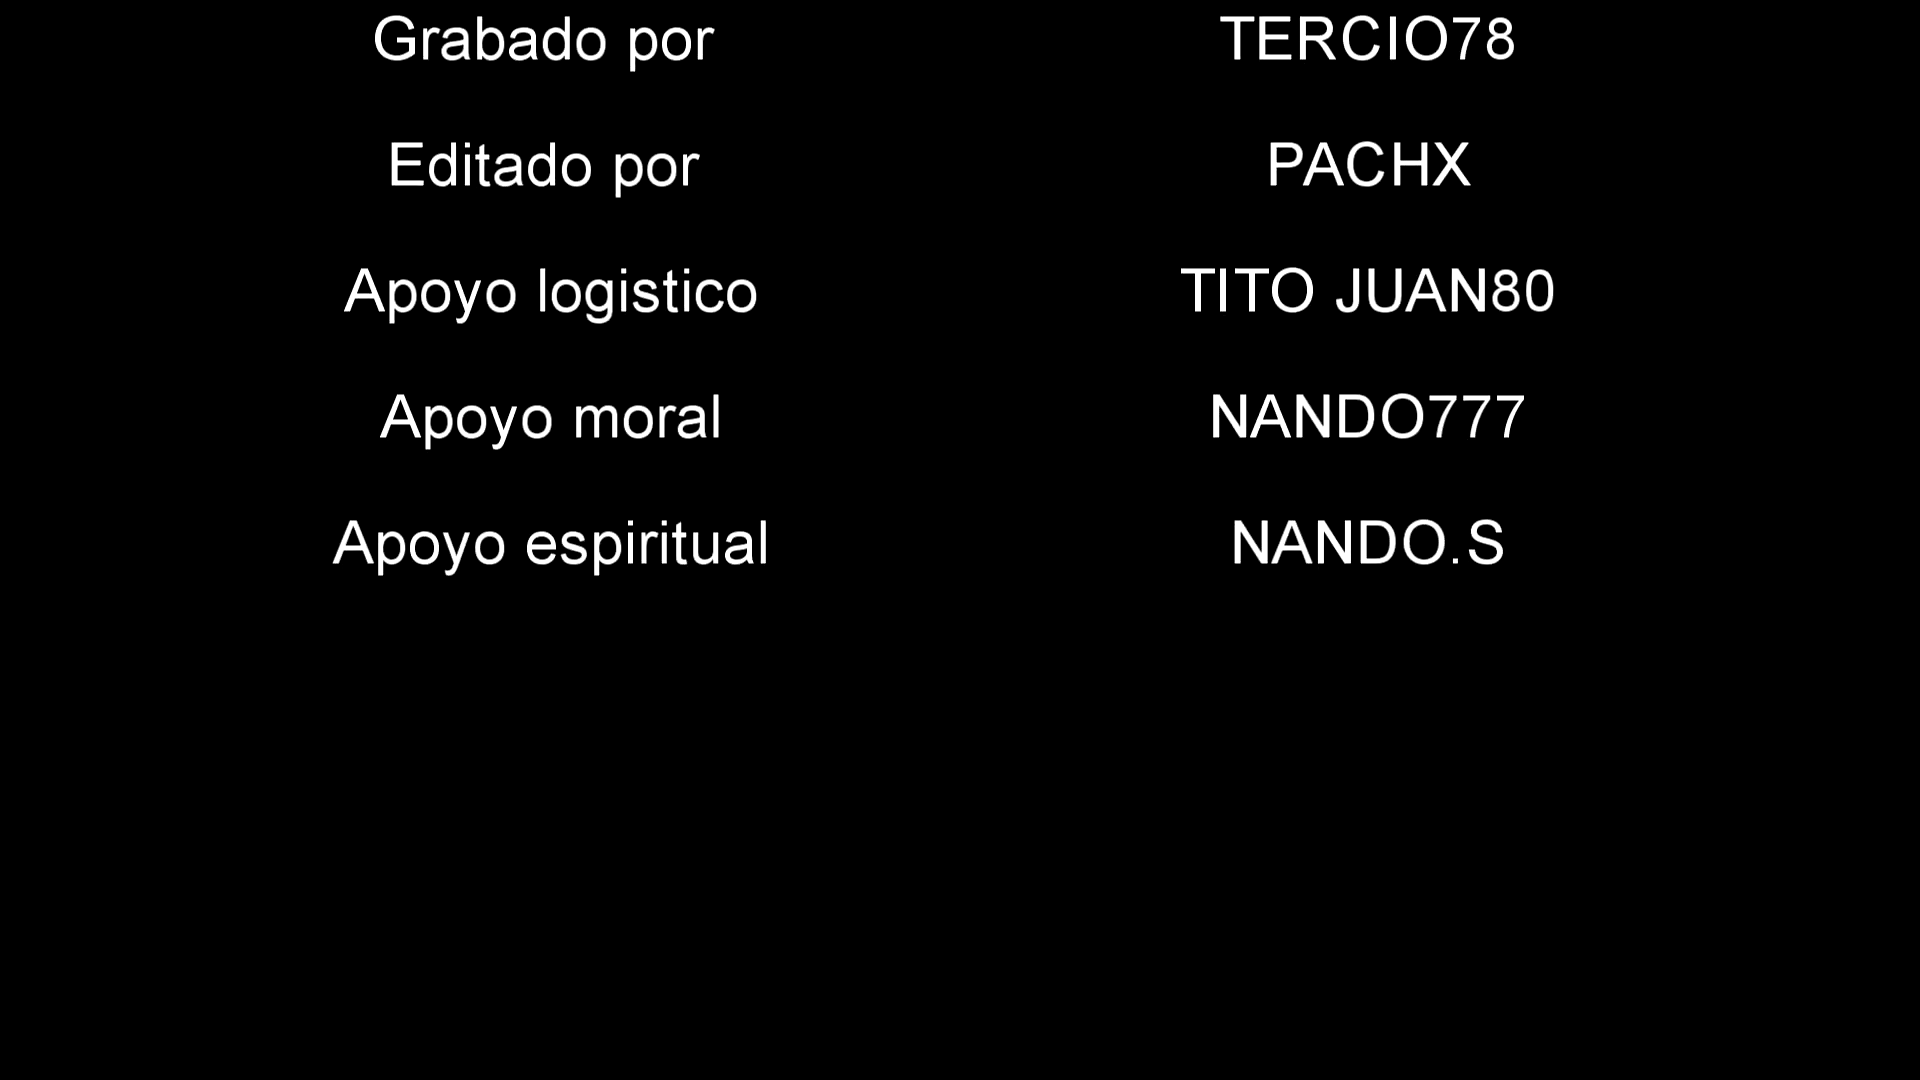 Grabado por TERCIO78
Editado por PACHX
Apoyo logistico TITO JUAN80
Apoyo moral NANDO777
Apoyo espiritual NANDO.S